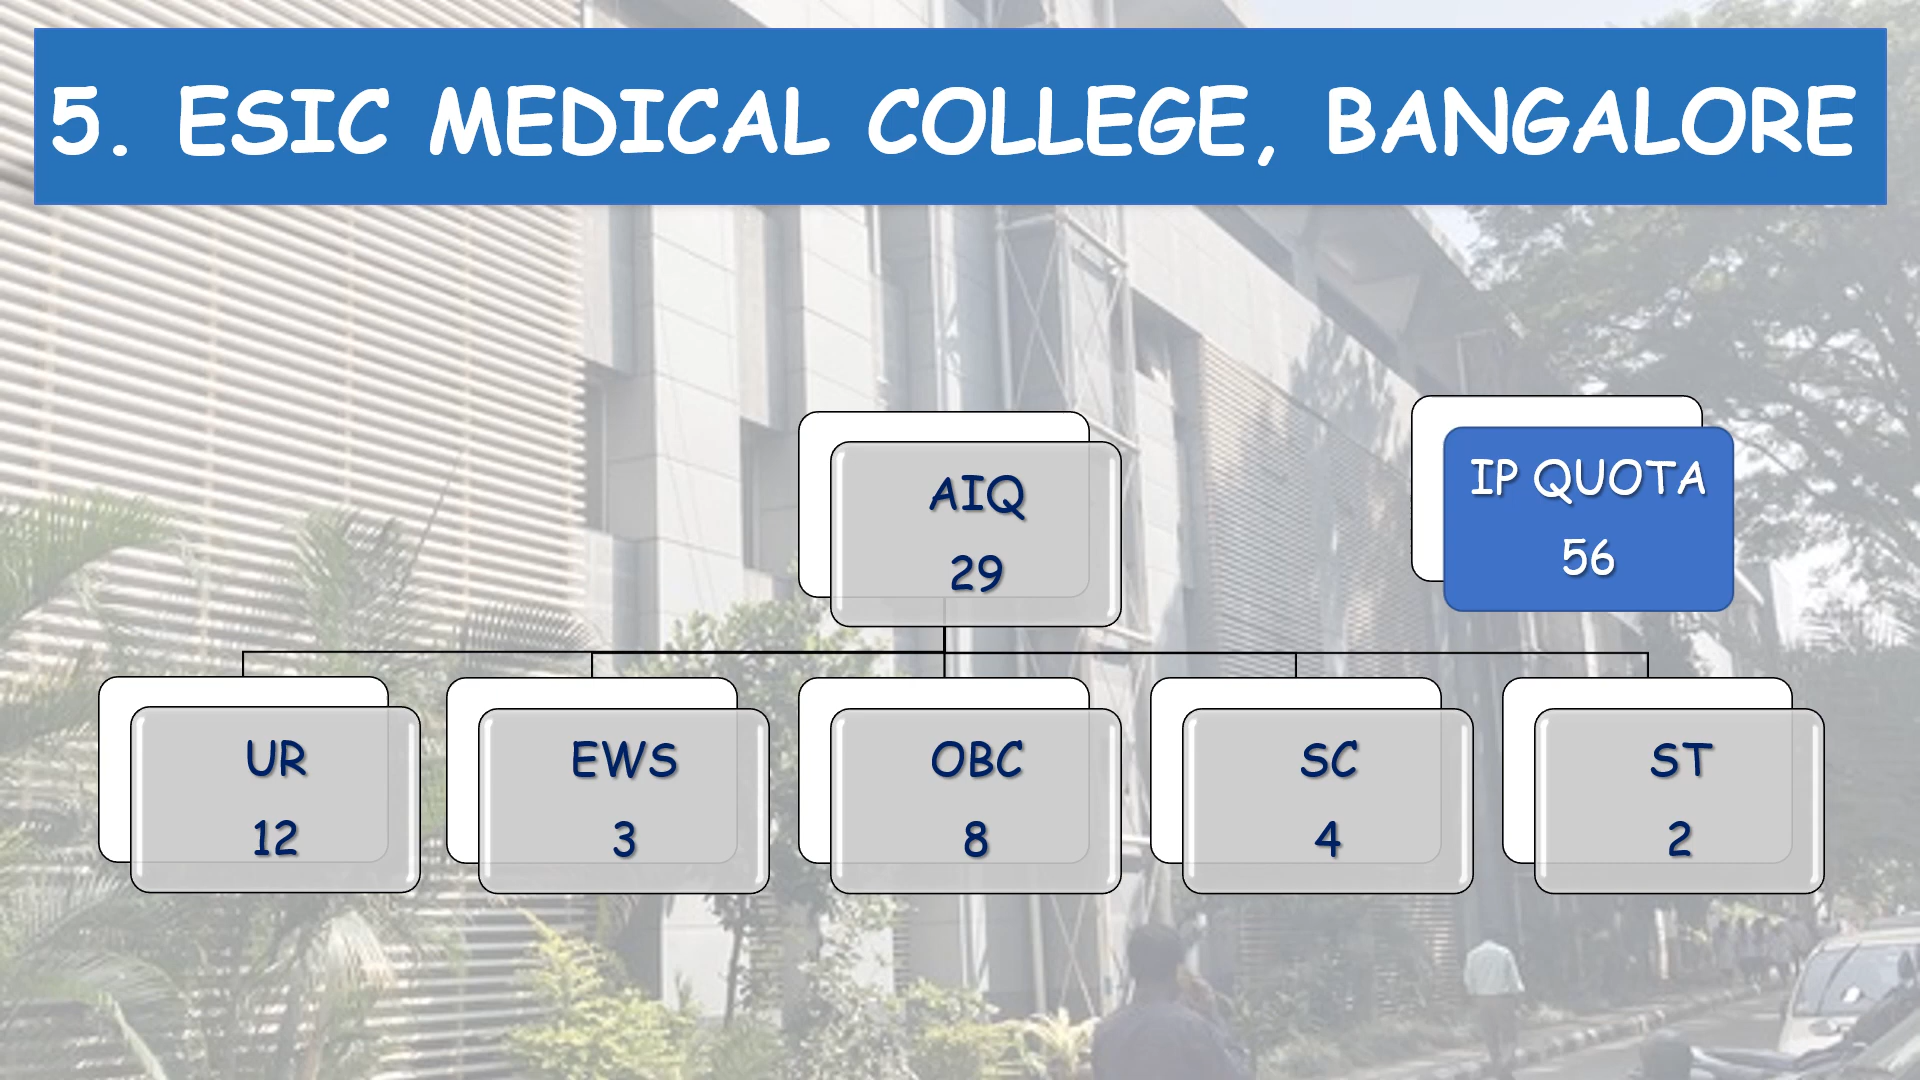 5. ESIC MEDICAL COLLEGE, BANGALORE
AIQ
29
IP QUOTA
56
UR
12
EWS
3
OBC
8
SC
4
ST
2